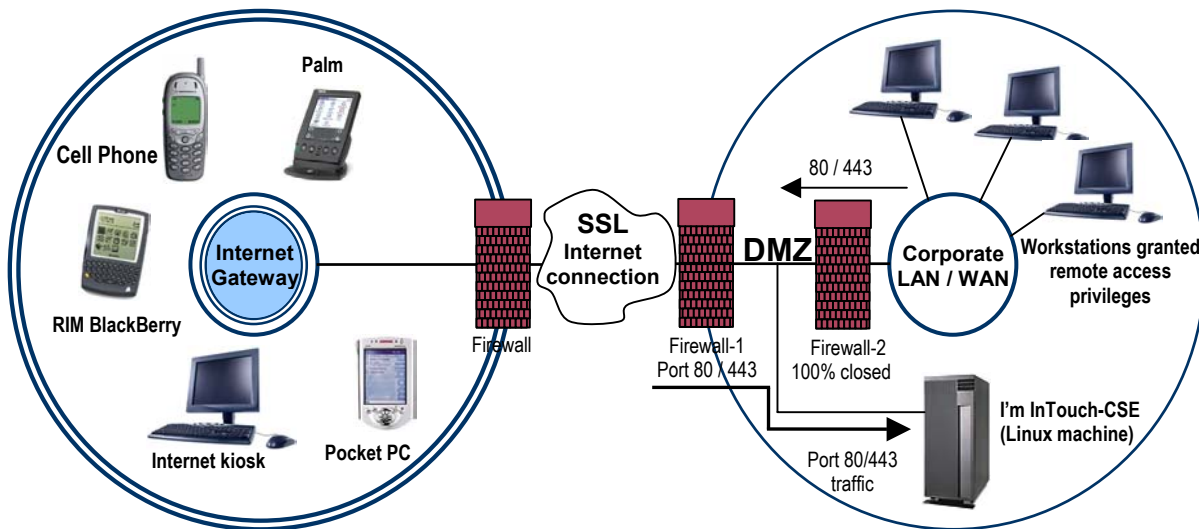 Palm
Cell Phone
RIM BlackBerry
Internet
Gateway
Internet kiosk
Pocket PC
Firewall
SSL
Internet
connection
Firewall-1
Port 80 / 443
DMZ
80 / 443
Firewall-2
100% closed
Corporate
LAN / WAN
Workstations granted
remote access
privileges
I'm InTouch-CSE
(Linux machine)
Port 80/443
traffic